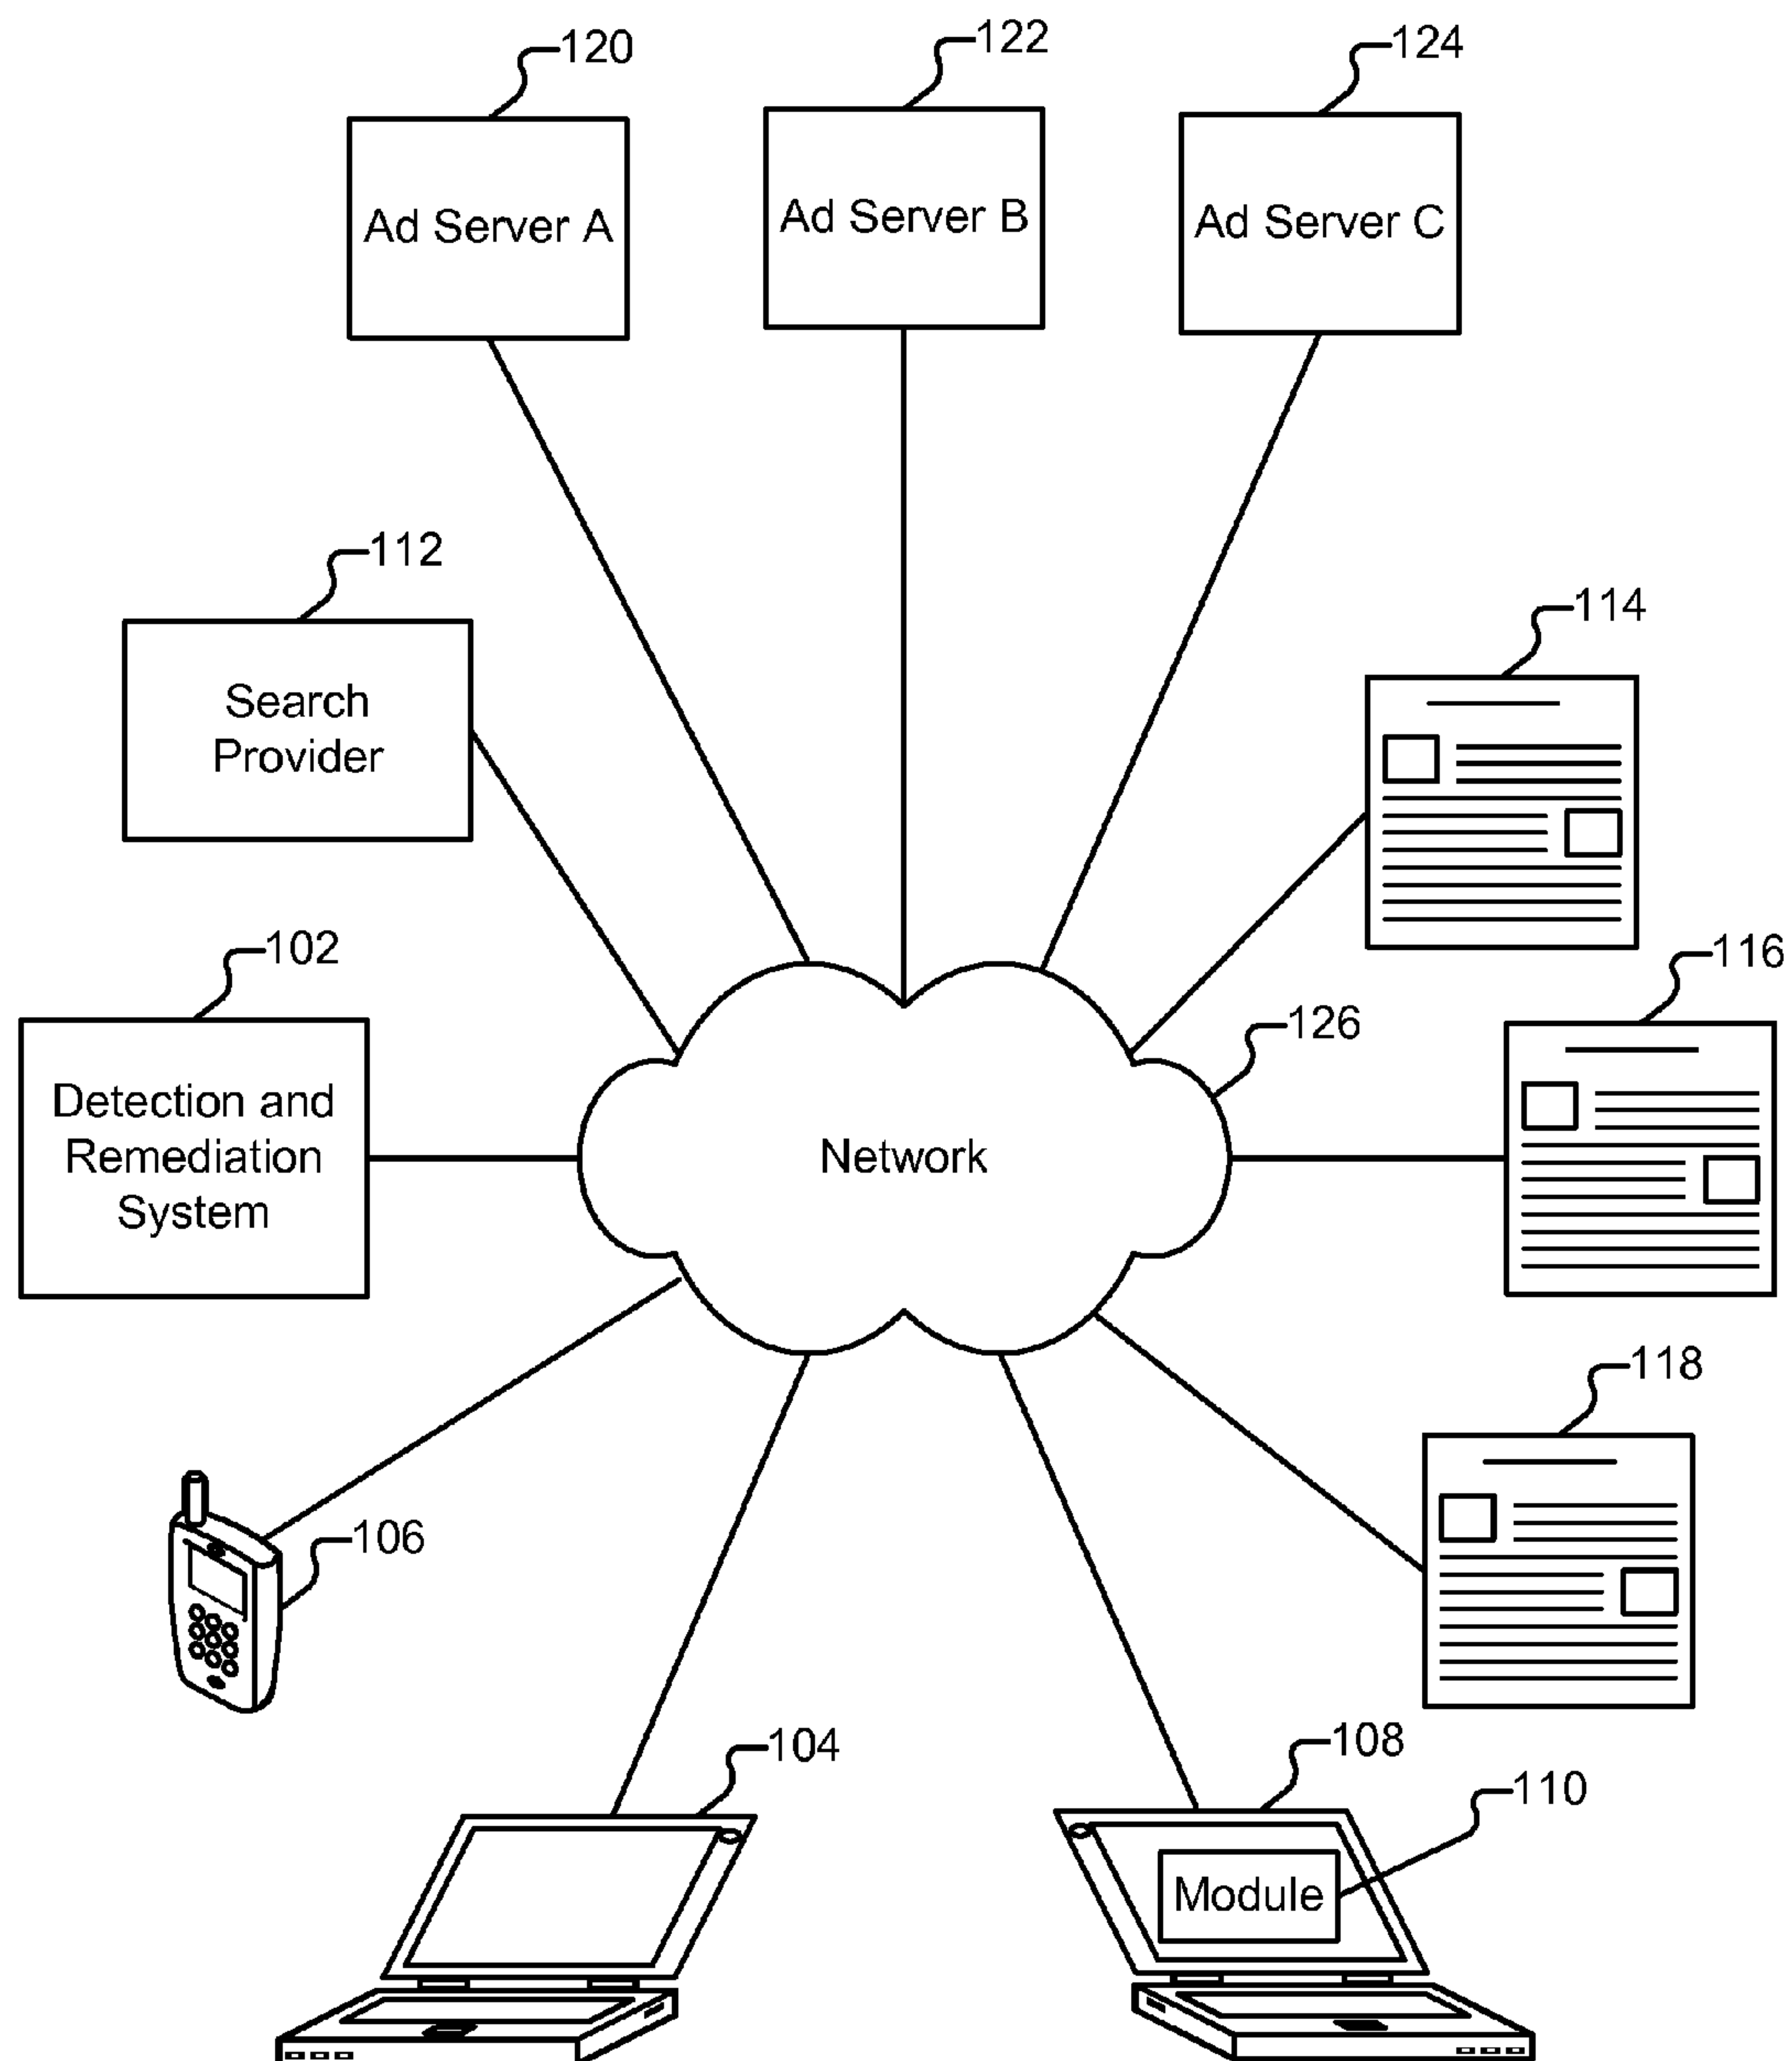 120
122
124
Ad Server A
Ad Server B
Ad Server C
112
Search
Provider
114
102
116
126
Detection and
Remediation
System
Network
118
106
104
108
110
Module